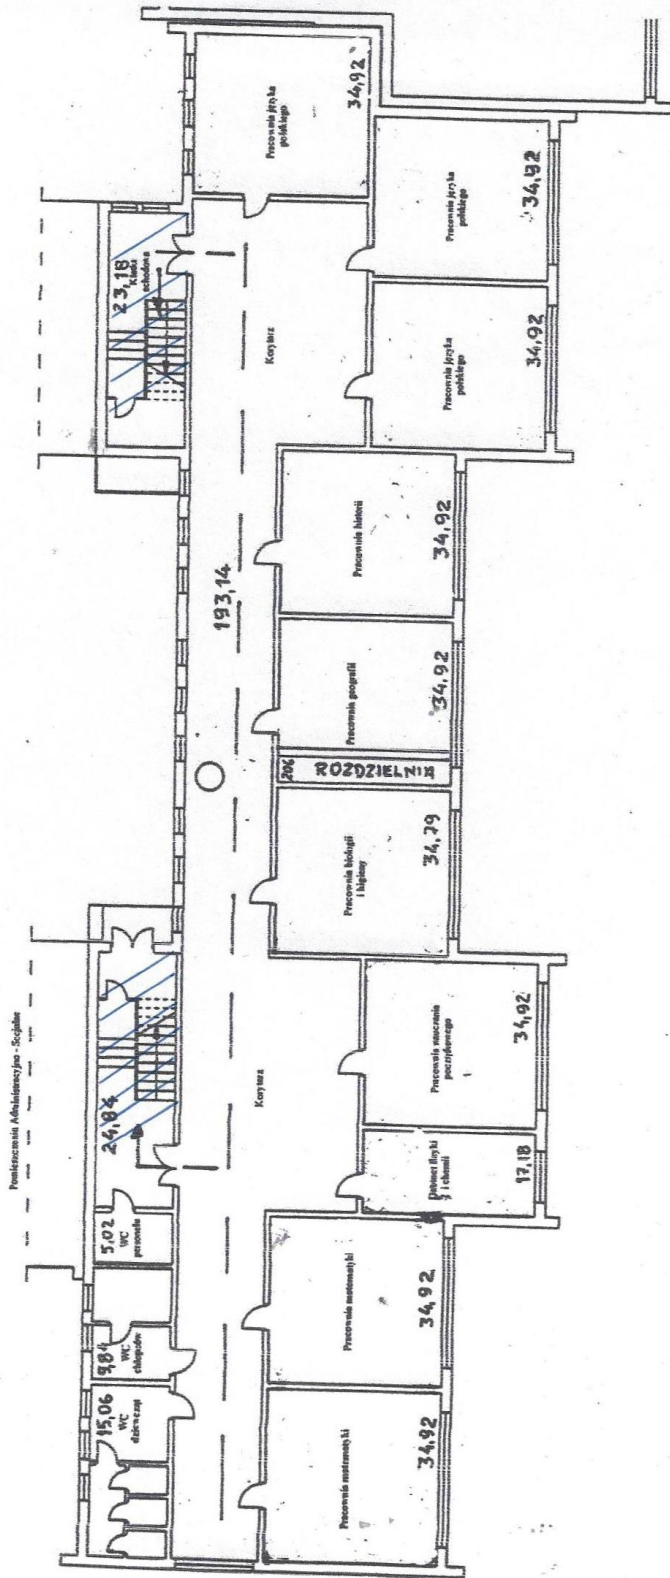 Pomieszczenia Administracyjno - Socjalne
15,06
WC
dziewcząt
9,84
WC
chłopców
5,02
WC
personelu
24,84
23,18
Klatka
schodowa
193,14
Korytarz
Korytarz
Pracownia matematyki
34,92
Pracownia matematyki
34,92
Gabinet fizyki
i chemii
17,18
Pracownia nauczania
początkowego
34,92
Pracownia biologii
i higieny
34,79
206
ROZDZIELNIA
Pracownia geografii
34,92
Pracownia historii
34,92
Pracownia języka
polskiego
34,92
Pracownia języka
polskiego
34,92
Pracownia języka
polskiego
34,92